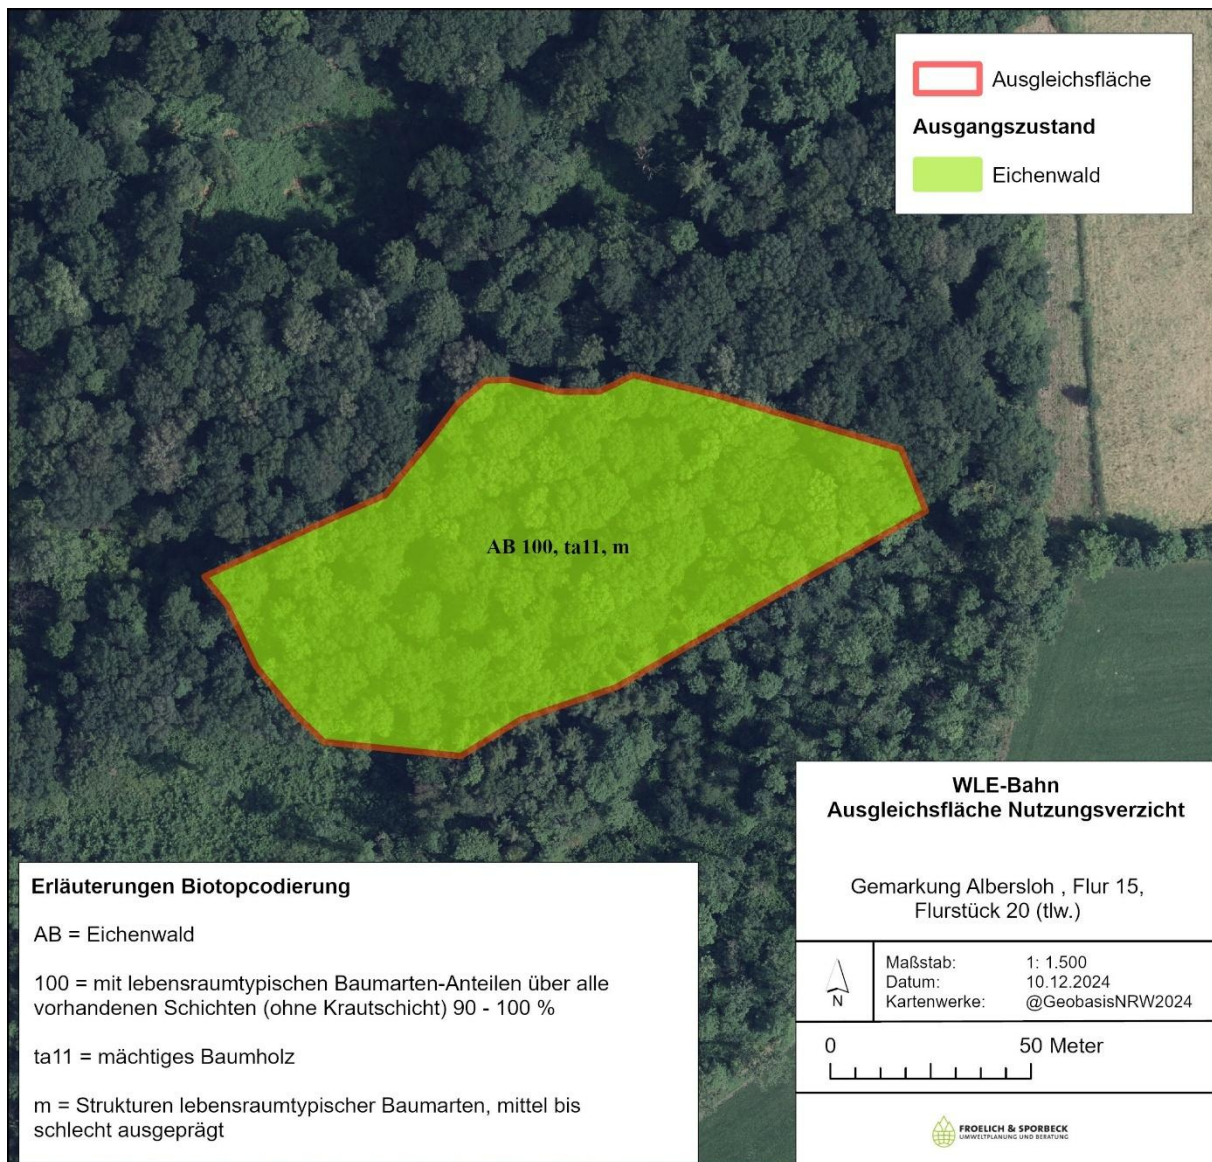 Ausgleichsfläche
Ausgangszustand
Eichenwald
AB 100, ta11, m
WLE-Bahn
Ausgleichsfläche Nutzungsverzicht
Gemarkung Albersloh , Flur 15,
Flurstück 20 (tlw.)
N
Maßstab: 1: 1.500
Datum: 10.12.2024
Kartenwerke: @GeobasisNRW2024
0 50 Meter
FROELICH & SPORBECK
UMWELTPLANUNG UND BERATUNG
Erläuterungen Biotopcodierung
AB = Eichenwald
100 = mit lebensraumtypischen Baumarten-Anteilen über alle
vorhandenen Schichten (ohne Krautschicht) 90 - 100 %
ta11 = mächtiges Baumholz
m = Strukturen lebensraumtypischer Baumarten, mittel bis
schlecht ausgeprägt